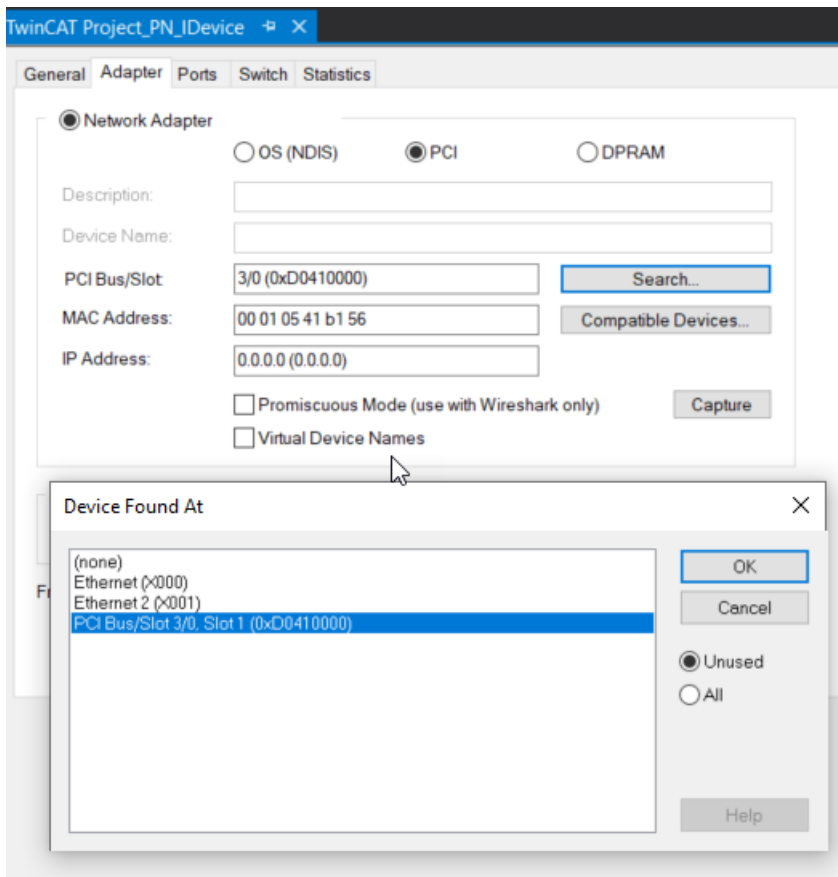 TwinCAT Project_PN_IDevice
General Adapter Ports Switch Statistics
Network Adapter
OS (NDIS) PCI DPRAM
Description:
Device Name:
PCI Bus/Slot: 3/0 (0xD0410000) Search...
MAC Address: 00 01 05 41 b1 56 Compatible Devices...
IP Address: 0.0.0.0 (0.0.0.0)
Promiscuous Mode (use with Wireshark only) Capture
Virtual Device Names
Device Found At
(none) OK
Ethernet (X000)
Ethernet 2 (X001) Cancel
PCI Bus/Slot 3/0, Slot 1 (0xD0410000)
Unused
All
Help